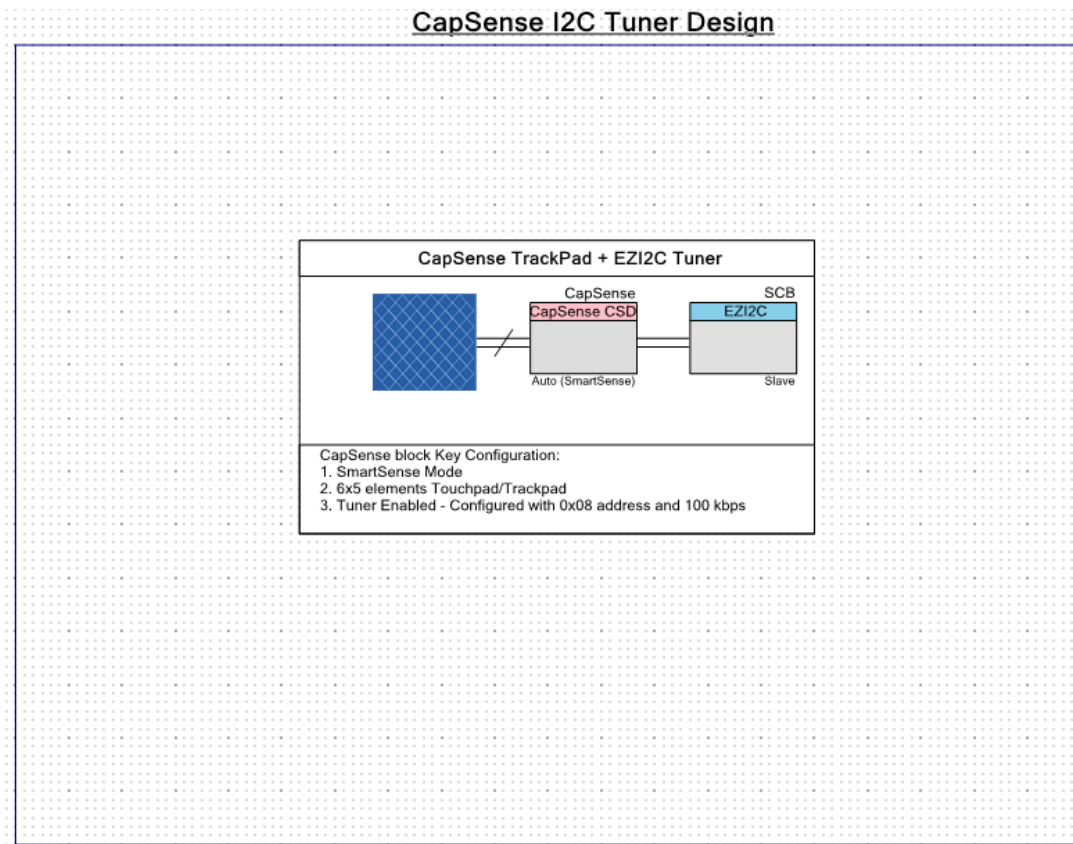 CapSense I2C Tuner Design
CapSense TrackPad + EZI2C Tuner
CapSense
SCB
CapSense CSD
EZI2C
Auto (SmartSense)
Slave
CapSense block Key Configuration:
1. SmartSense Mode
2. 6x5 elements Touchpad/Trackpad
3. Tuner Enabled - Configured with 0x08 address and 100 kbps